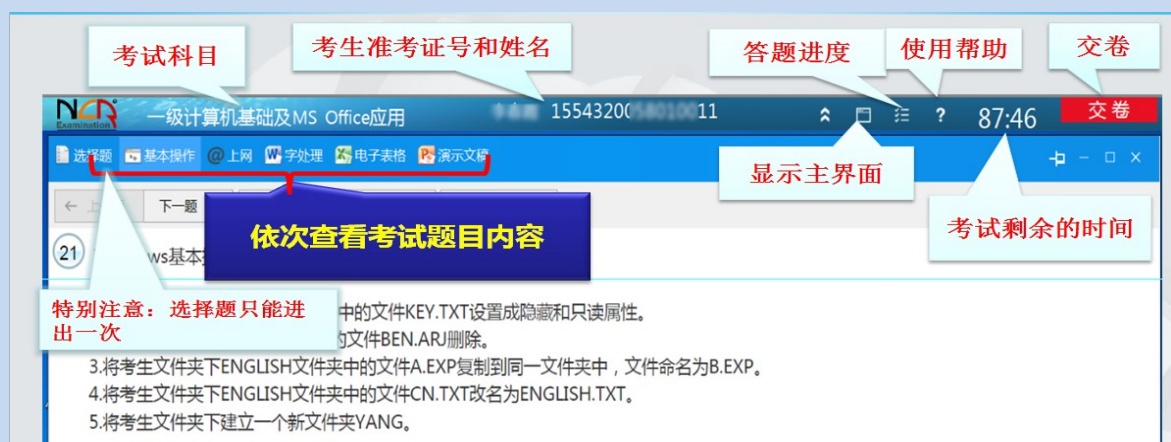 考试科目
考生准考证号和姓名
答题进度
使用帮助
交卷
NCR
Examination
一级计算机基础及MS Office应用
15543200
11
?
87:46
交卷
选择题 基本操作 上网 字处理 电子表格 演示文稿
显示主界面
下一题
依次查看考试题目内容
考试剩余的时间
21
ws基本
特别注意：选择题只能进
出一次
中的文件KEY.TXT设置成隐藏和只读属性。
文件BEN.ARJ删除。
3.将考生文件夹下ENGLISH文件夹中的文件A.EXP复制到同一文件夹中，文件命名为B.EXP。
4.将考生文件夹下ENGLISH文件夹中的文件CN.TXT改名为ENGLISH.TXT。
5.将考生文件夹下建立一个新文件夹YANG。